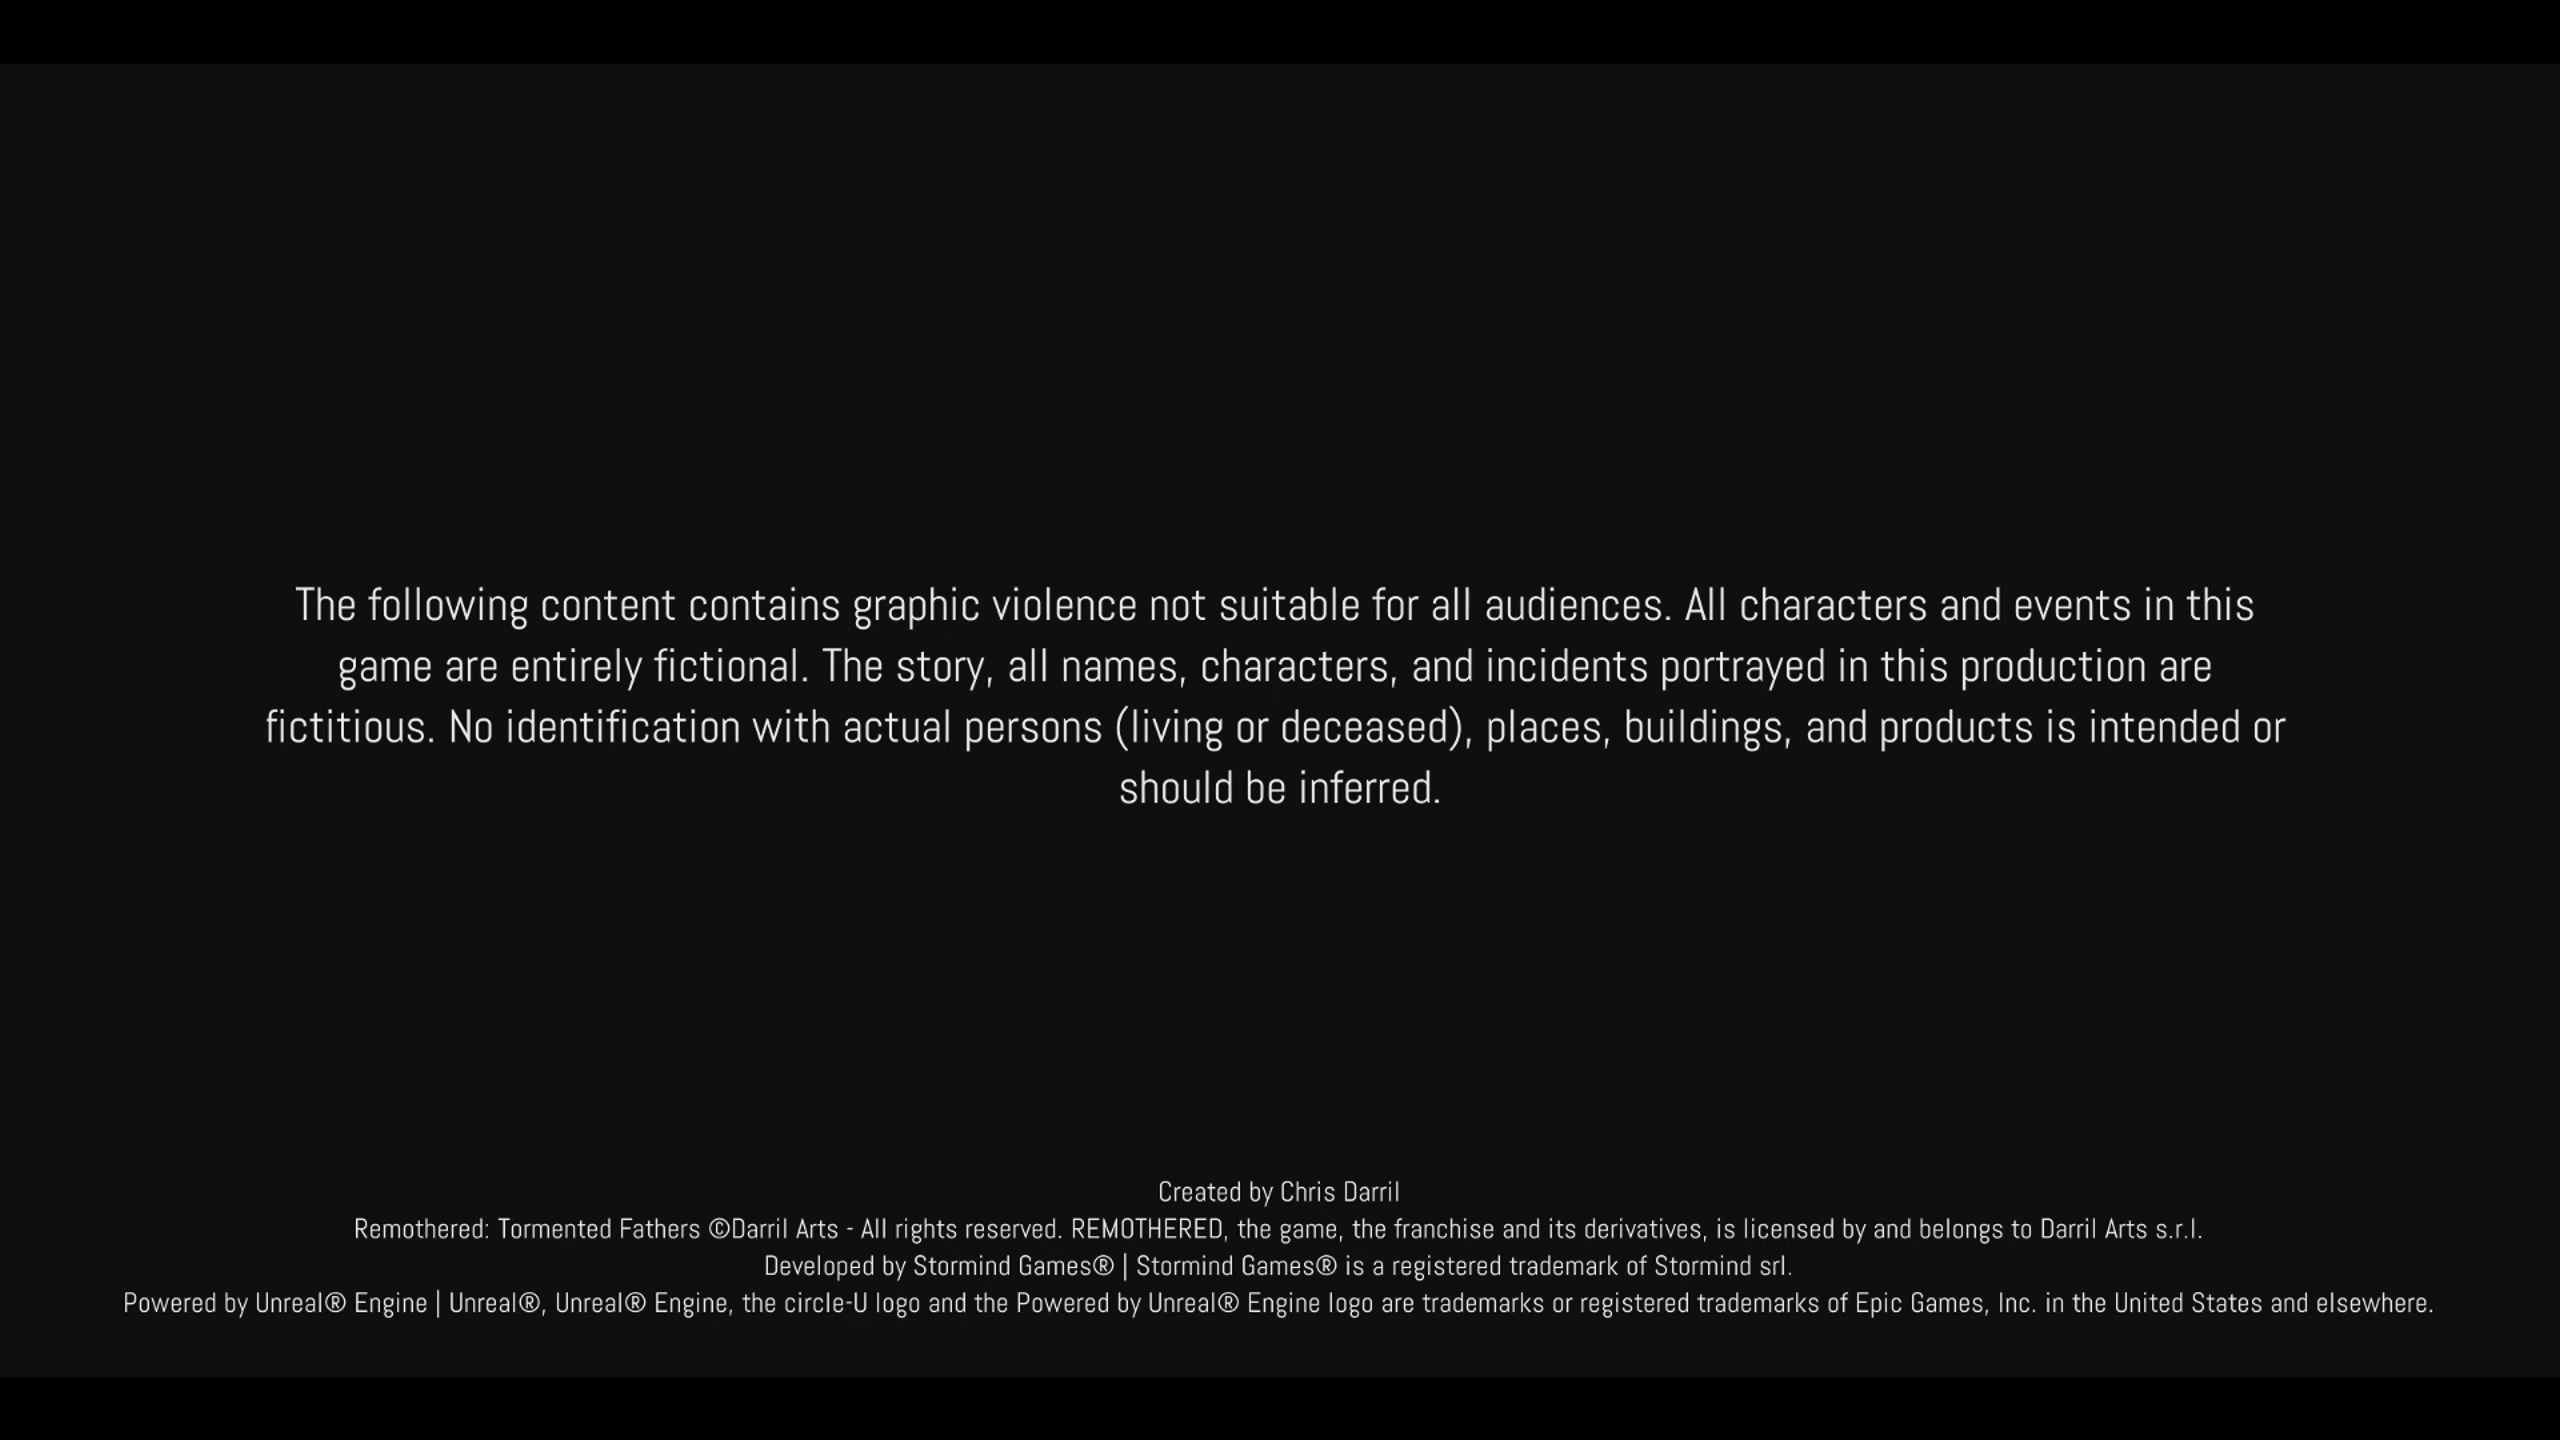 The following content contains graphic violence not suitable for all audiences. All characters and events in this
game are entirely fictional. The story, all names, characters, and incidents portrayed in this production are
fictitious. No identification with actual persons (living or deceased), places, buildings, and products is intended or
should be inferred.
Created by Chris Darril
Remothered: Tormented Fathers ©Darril Arts - All rights reserved. REMOTHERED, the game, the franchise and its derivatives, is licensed by and belongs to Darril Arts s.r.l.
Developed by Stormind Games® | Stormind Games® is a registered trademark of Stormind srl.
Powered by Unreal® Engine | Unreal®, Unreal® Engine, the circle-U logo and the Powered by Unreal® Engine logo are trademarks or registered trademarks of Epic Games, Inc. in the United States and elsewhere.